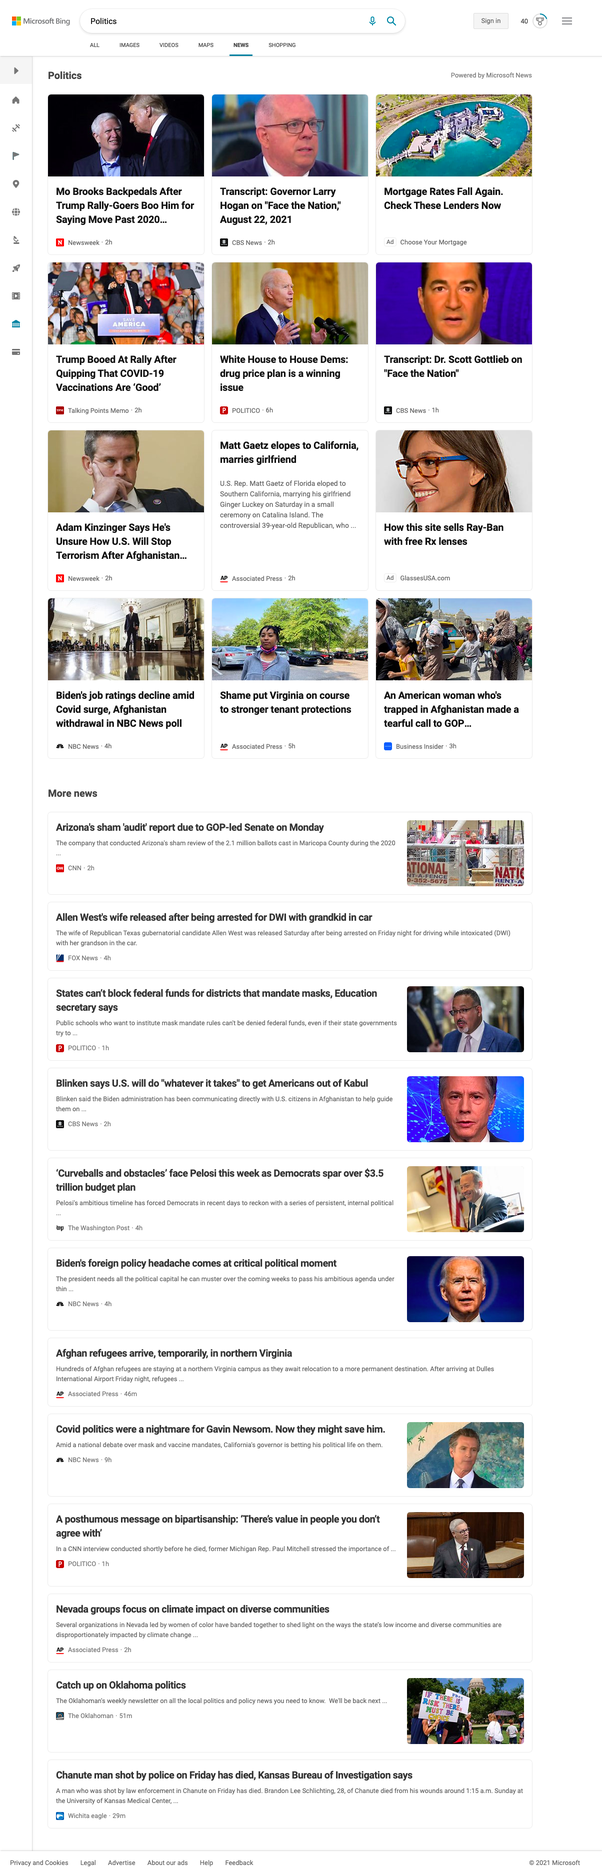 Microsoft Bing
Politics
Sign in
40
ALL IMAGES VIDEOS MAPS NEWS SHOPPING
Politics
Powered by Microsoft News
Mo Brooks Backpedals After
Trump Rally-Goers Boo Him for
Saying Move Past 2020...
Newsweek · 2h
Transcript: Governor Larry
Hogan on "Face the Nation,"
August 22, 2021
CBS News · 2h
Mortgage Rates Fall Again.
Check These Lenders Now
Ad Choose Your Mortgage
AMERICA
Trump Booed At Rally After
Quipping That COVID-19
Vaccinations Are ‘Good’
Talking Points Memo · 2h
White House to House Dems:
drug price plan is a winning
issue
POLITICO · 6h
Transcript: Dr. Scott Gottlieb on
"Face the Nation"
CBS News · 1h
Adam Kinzinger Says He's
Unsure How U.S. Will Stop
Terrorism After Afghanistan...
Newsweek · 2h
Matt Gaetz elopes to California,
marries girlfriend
U.S. Rep. Matt Gaetz of Florida eloped to
Southern California, marrying his girlfriend
Ginger Luckey on Saturday in a small
ceremony on Catalina Island. The
controversial 39-year-old Republican, who ...
AP Associated Press · 2h
How this site sells Ray-Ban
with free Rx lenses
Ad GlassesUSA.com
Biden's job ratings decline amid
Covid surge, Afghanistan
withdrawal in NBC News poll
NBC News · 4h
Shame put Virginia on course
to stronger tenant protections
AP Associated Press · 5h
An American woman who's
trapped in Afghanistan made a
tearful call to GOP...
Business Insider · 3h
More news
Arizona's sham 'audit' report due to GOP-led Senate on Monday
The company that conducted Arizona's sham review of the 2.1 million ballots cast in Maricopa County during the 2020
...
CNN · 2h
Allen West's wife released after being arrested for DWI with grandkid in car
The wife of Republican Texas gubernatorial candidate Allen West was released Saturday after being arrested on Friday night for driving while intoxicated (DWI)
with her grandson in the car.
FOX News · 4h
States can't block federal funds for districts that mandate masks, Education
secretary says
Public schools who want to institute mask mandate rules can't be denied federal funds, even if their state governments
try to ...
POLITICO · 1h
Blinken says U.S. will do "whatever it takes" to get Americans out of Kabul
Blinken said the Biden administration has been communicating directly with U.S. citizens in Afghanistan to help guide
them on ...
CBS News · 2h
‘Curveballs and obstacles’ face Pelosi this week as Democrats spar over $3.5
trillion budget plan
Pelosi's ambitious timeline has forced Democrats in recent days to reckon with a series of persistent, internal political
...
wp The Washington Post · 4h
Biden's foreign policy headache comes at critical political moment
The president needs all the political capital he can muster over the coming weeks to pass his ambitious agenda under
thin ...
NBC News · 4h
Afghan refugees arrive, temporarily, in northern Virginia
Hundreds of Afghan refugees are staying at a northern Virginia campus as they await relocation to a more permanent destination. After arriving at Dulles
International Airport Friday night, refugees ...
AP Associated Press · 46m
Covid politics were a nightmare for Gavin Newsom. Now they might save him.
Amid a national debate over mask and vaccine mandates, California's governor is betting his political life on them.
NBC News · 9h
A posthumous message on bipartisanship: ‘There's value in people you don't
agree with’
In a CNN interview conducted shortly before he died, former Michigan Rep. Paul Mitchell stressed the importance of ...
POLITICO · 1h
Nevada groups focus on climate impact on diverse communities
Several organizations in Nevada led by women of color have banded together to shed light on the ways the state's low income and diverse communities are
disproportionately impacted by climate change ...
AP Associated Press · 2h
Catch up on Oklahoma politics
The Oklahoman's weekly newsletter on all the local politics and policy news you need to know. We'll be back next ...
The Oklahoman · 51m
IF THERE IS
RISK THERE
MUST BE
Chanute man shot by police on Friday has died, Kansas Bureau of Investigation says
A man who was shot by law enforcement in Chanute on Friday has died. Brandon Lee Schlichting, 28, of Chanute died from his wounds around 1:15 a.m. Sunday at
the University of Kansas Medical Center, ...
Wichita eagle · 29m
Privacy and Cookies Legal Advertise About our ads Help Feedback
© 2021 Microsoft